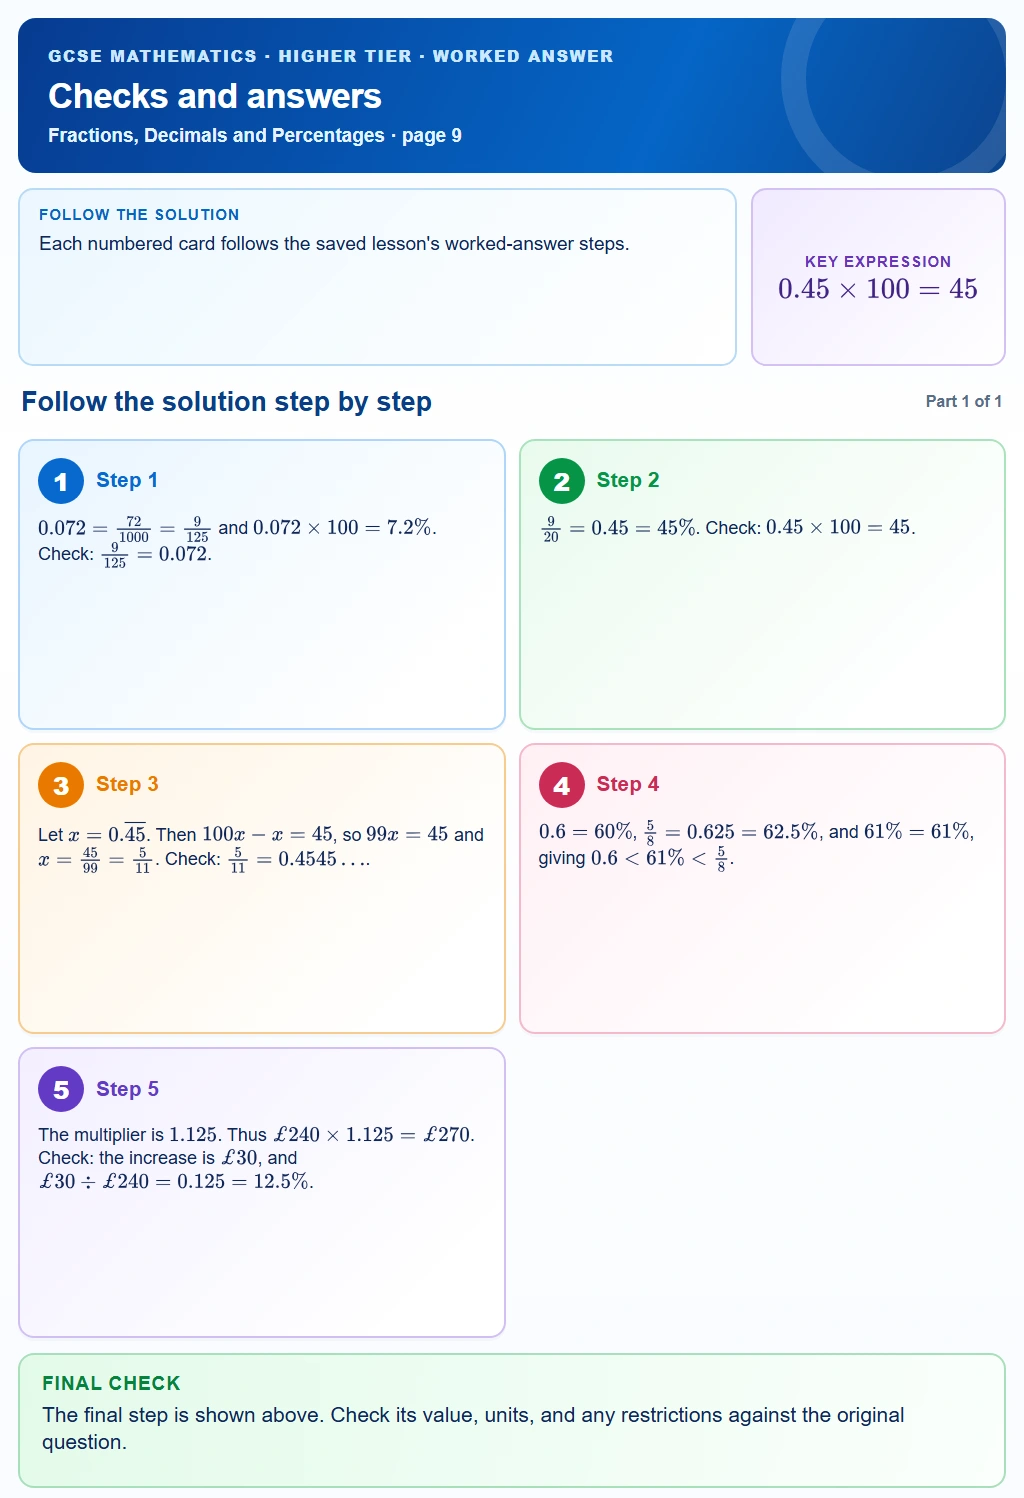 GCSE MATHEMATICS · HIGHER TIER · WORKED ANSWER
Checks and answers
Fractions, Decimals and Percentages · page 9
FOLLOW THE SOLUTION
Each numbered card follows the saved lesson's worked-answer steps.
KEY EXPRESSION
0.45 × 100 = 45
Follow the solution step by step
Part 1 of 1
1 Step 1
0.072 = 72/1000 = 9/125 and 0.072 × 100 = 7.2%.
Check: 9/125 = 0.072.
2 Step 2
9/20 = 0.45 = 45%. Check: 0.45 × 100 = 45.
3 Step 3
Let x = 0.4̅5̅. Then 100x − x = 45, so 99x = 45 and
x = 45/99 = 5/11. Check: 5/11 = 0.4545….
4 Step 4
0.6 = 60%, 5/8 = 0.625 = 62.5%, and 61% = 61%,
giving 0.6 < 61% < 5/8.
5 Step 5
The multiplier is 1.125. Thus £240 × 1.125 = £270.
Check: the increase is £30, and
£30 ÷ £240 = 0.125 = 12.5%.
FINAL CHECK
The final step is shown above. Check its value, units, and any restrictions against the original
question.